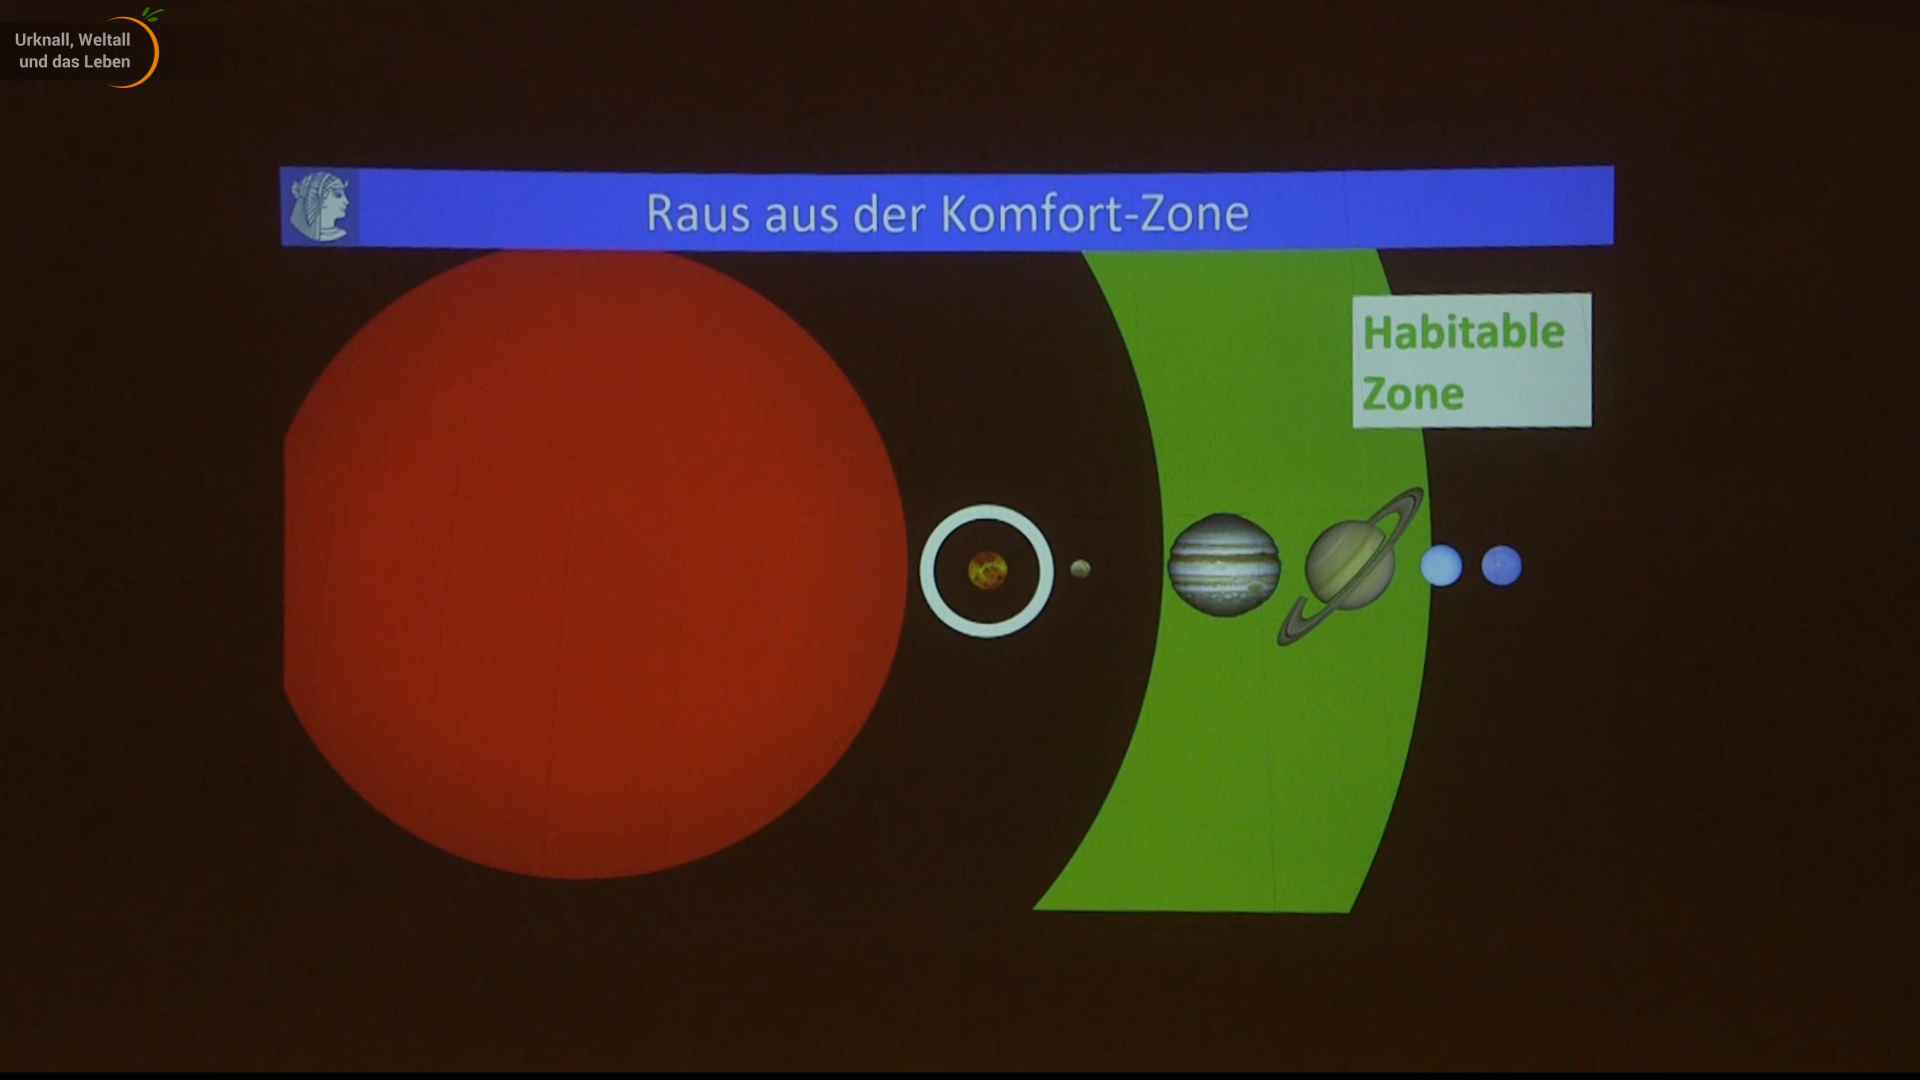 Urknall, Weltall
und das Leben
Raus aus der Komfort-Zone
Habitable
Zone